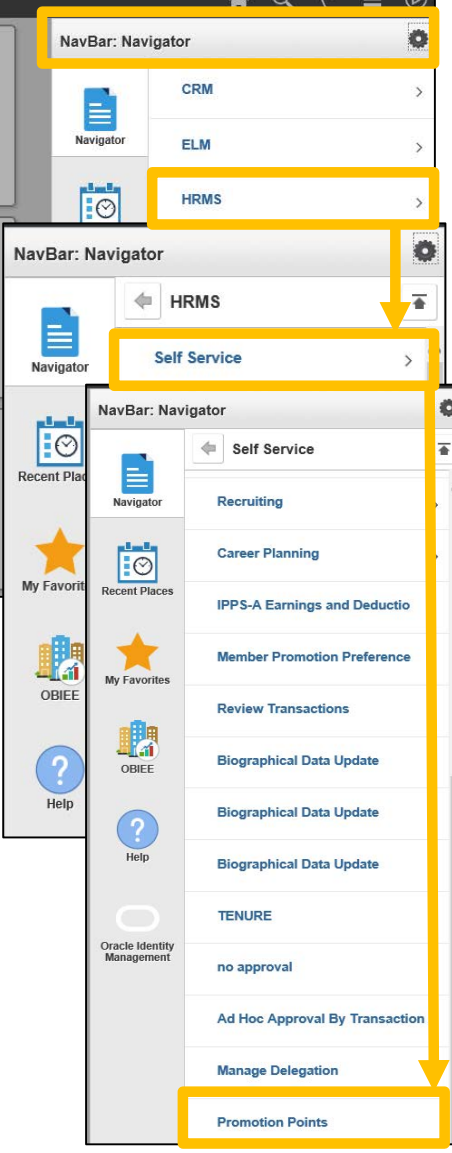 NavBar: Navigator
CRM
Navigator
ELM
HRMS
NavBar: Navigator
HRMS
Navigator
Self Service
NavBar: Navigator
Self Service
Recent Plac
Navigator
Recruiting
Career Planning
My Favorit
Recent Places
IPPS-A Earnings and Deductio
Member Promotion Preference
My Favorites
OBIEE
Review Transactions
OBIEE
Biographical Data Update
Help
Biographical Data Update
Help
Biographical Data Update
TENURE
Oracle Identity
Management
no approval
Ad Hoc Approval By Transaction
Manage Delegation
Promotion Points